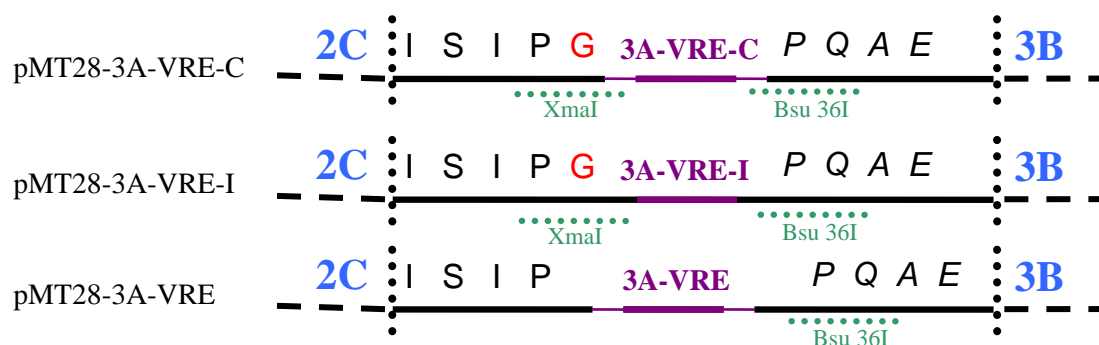 pMT28-3A-VRE-C 2C I S I P G 3A-VRE-C P Q A E 3B
XmaI Bsu 36I
pMT28-3A-VRE-I 2C I S I P G 3A-VRE-I P Q A E 3B
XmaI Bsu 36I
pMT28-3A-VRE 2C I S I P 3A-VRE P Q A E 3B
Bsu 36I